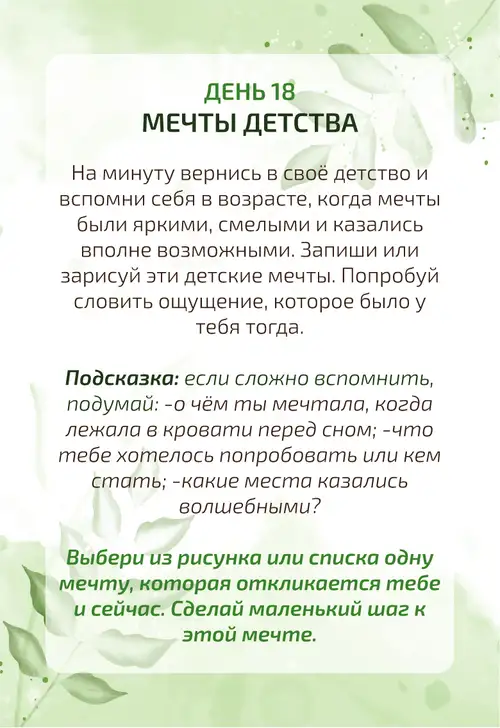 ДЕНЬ 18
МЕЧТЫ ДЕТСТВА
На минуту вернись в своё детство и
вспомни себя в возрасте, когда мечты
были яркими, смелыми и казались
вполне возможными. Запиши или
зарисуй эти детские мечты. Попробуй
словить ощущение, которое было у
тебя тогда.
Подсказка: если сложно вспомнить,
подумай: -о чём ты мечтала, когда
лежала в кровати перед сном; -что
тебе хотелось попробовать или кем
стать; -какие места казались
волшебными?
Выбери из рисунка или списка одну
мечту, которая откликается тебе
и сейчас. Сделай маленький шаг к
этой мечте.